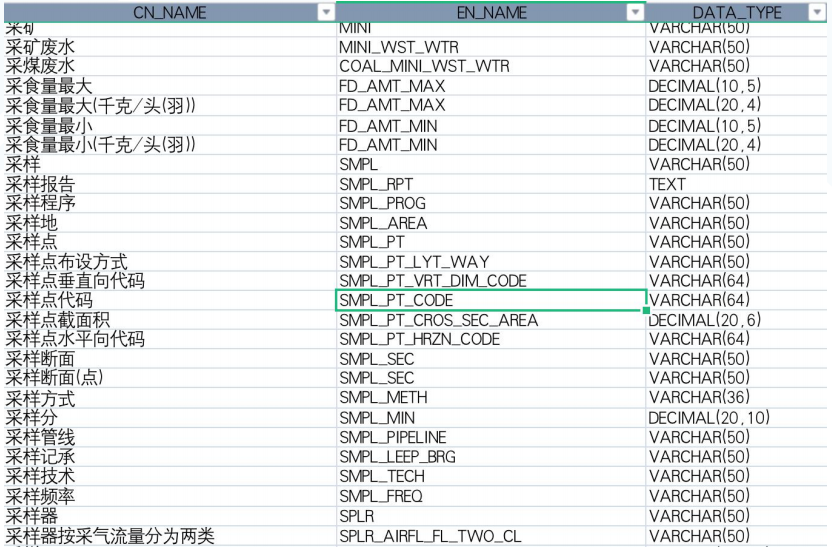 CN_NAME EN_NAME DATA_TYPE
采矿 MINI VARCHAR(50)
采矿废水 MINI_WST_WTR VARCHAR(50)
采煤废水 COAL_MINI_WST_WTR VARCHAR(50)
采食量最大 FD_AMT_MAX DECIMAL(10,5)
采食量最大(千克/头(羽)) FD_AMT_MAX DECIMAL(20,4)
采食量最小 FD_AMT_MIN DECIMAL(10,5)
采食量最小(千克/头(羽)) FD_AMT_MIN DECIMAL(20,4)
采样 SMPL VARCHAR(50)
采样报告 SMPL_RPT TEXT
采样程序 SMPL_PROG VARCHAR(50)
采样地 SMPL_AREA VARCHAR(50)
采样点 SMPL_PT VARCHAR(50)
采样点布设方式 SMPL_PT_LYT_WAY VARCHAR(50)
采样点垂直向代码 SMPL_PT_VRT_DIM_CODE VARCHAR(64)
采样点代码 SMPL_PT_CODE VARCHAR(64)
采样点截面积 SMPL_PT_CROS_SEC_AREA DECIMAL(20,6)
采样点水平向代码 SMPL_PT_HRZN_CODE VARCHAR(64)
采样断面 SMPL_SEC VARCHAR(50)
采样断面(点) SMPL_SEC VARCHAR(50)
采样方式 SMPL_METH VARCHAR(36)
采样分 SMPL_MIN DECIMAL(20,10)
采样管线 SMPL_PIPELINE VARCHAR(50)
采样记承 SMPL_LEEP_BRG VARCHAR(50)
采样技术 SMPL_TECH VARCHAR(50)
采样频率 SMPL_FREQ VARCHAR(50)
采样器 SPLR VARCHAR(50)
采样器按采气流量分为两类 SPLR_AIRFL_FL_TWO_CL VARCHAR(50)